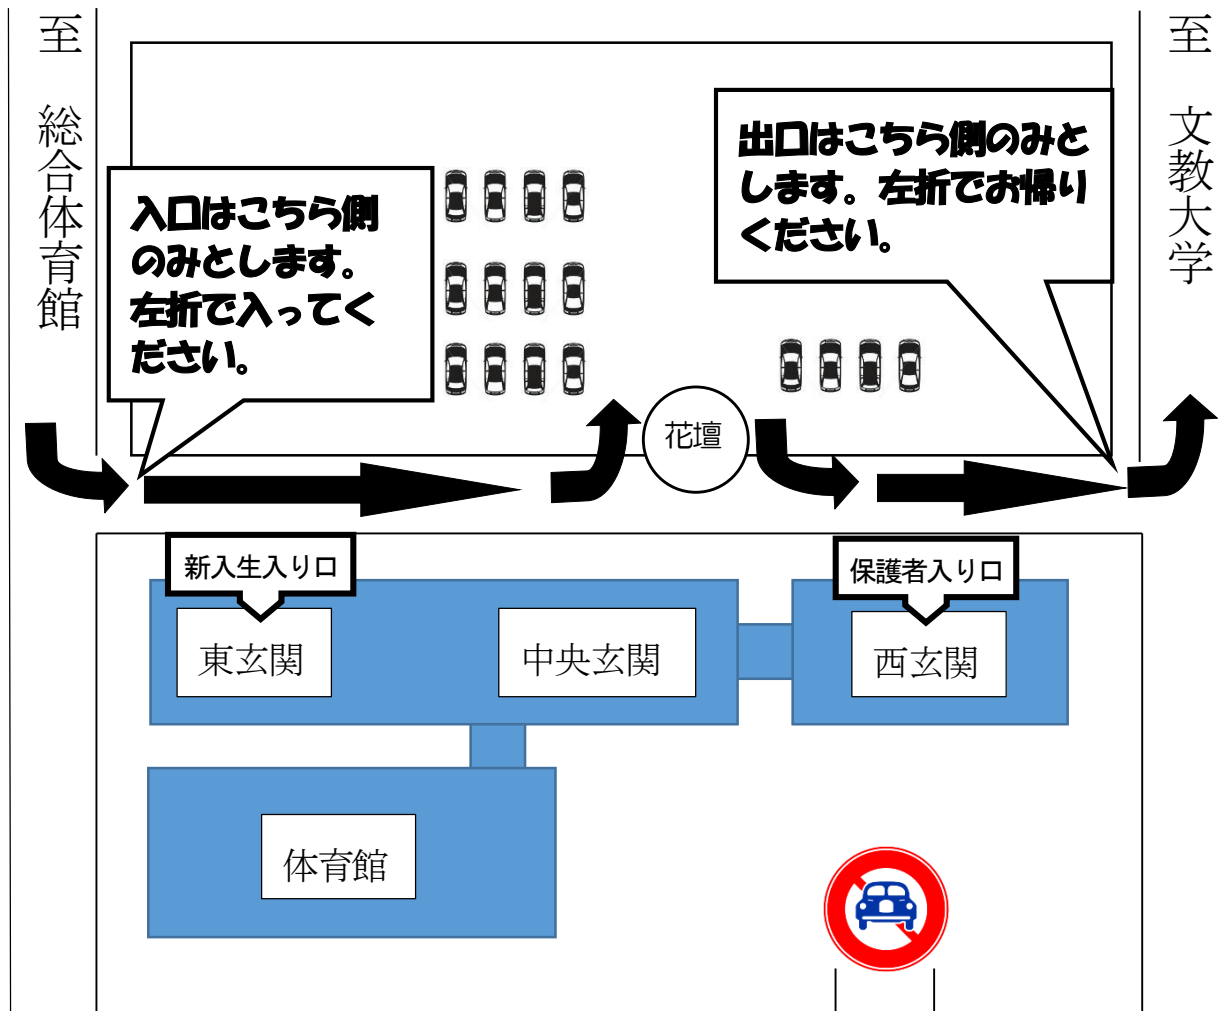 至　総合体育館
至　文教大学
入口はこちら側
のみとします。
左折で入ってく
ださい。
出口はこちら側のみと
します。左折でお帰り
ください。
花壇
新入生入り口
保護者入り口
東玄関
中央玄関
西玄関
体育館